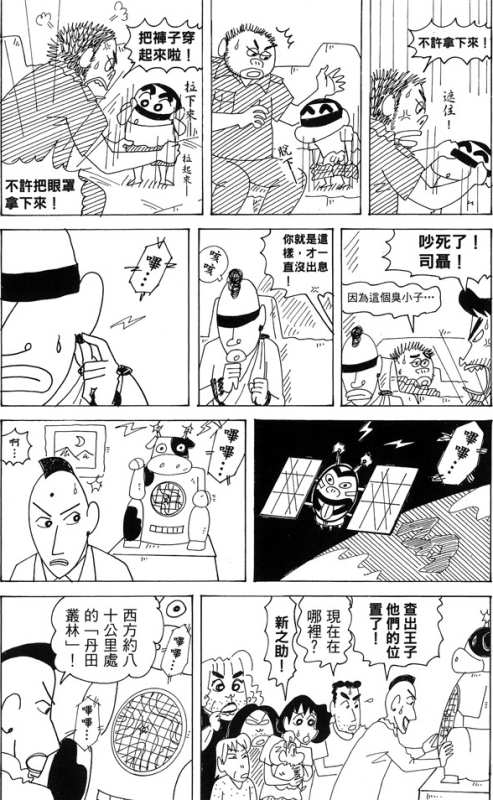 不許拿下來！
遮住！
脫下
把褲子穿
起來啦！
拉下來
拉起來
不許把眼罩
拿下來！
吵死了！
司聶！
因為這個臭小子…
你就是這
樣，才一
直沒出息！
咳咳
嗶…
嗶嗶…
嗶嗶…
啊…
查出王子
他們的位
置了！
現在在
哪裡？
新之助！
嗶嗶…
西方約八
十公里處
的「丹田
叢林」！
嗶嗶…